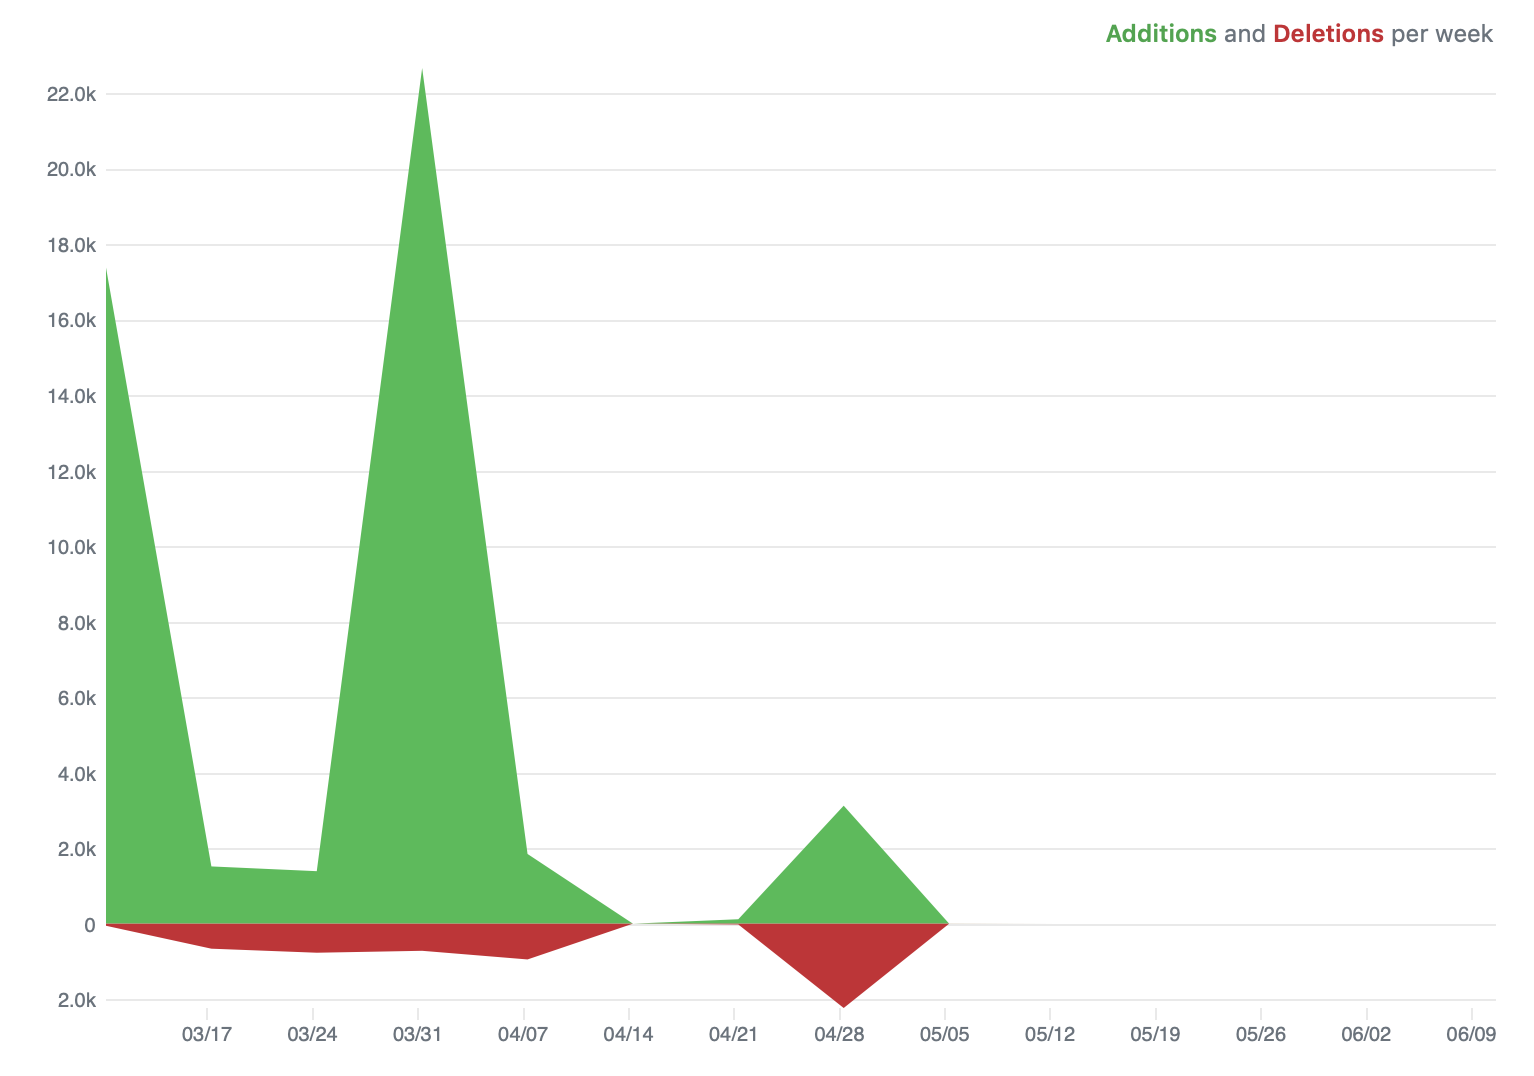 Additions and Deletions per week
22.0k
20.0k
18.0k
16.0k
14.0k
12.0k
10.0k
8.0k
6.0k
4.0k
2.0k
0
2.0k
03/17 03/24 03/31 04/07 04/14 04/21 04/28 05/05 05/12 05/19 05/26 06/02 06/09